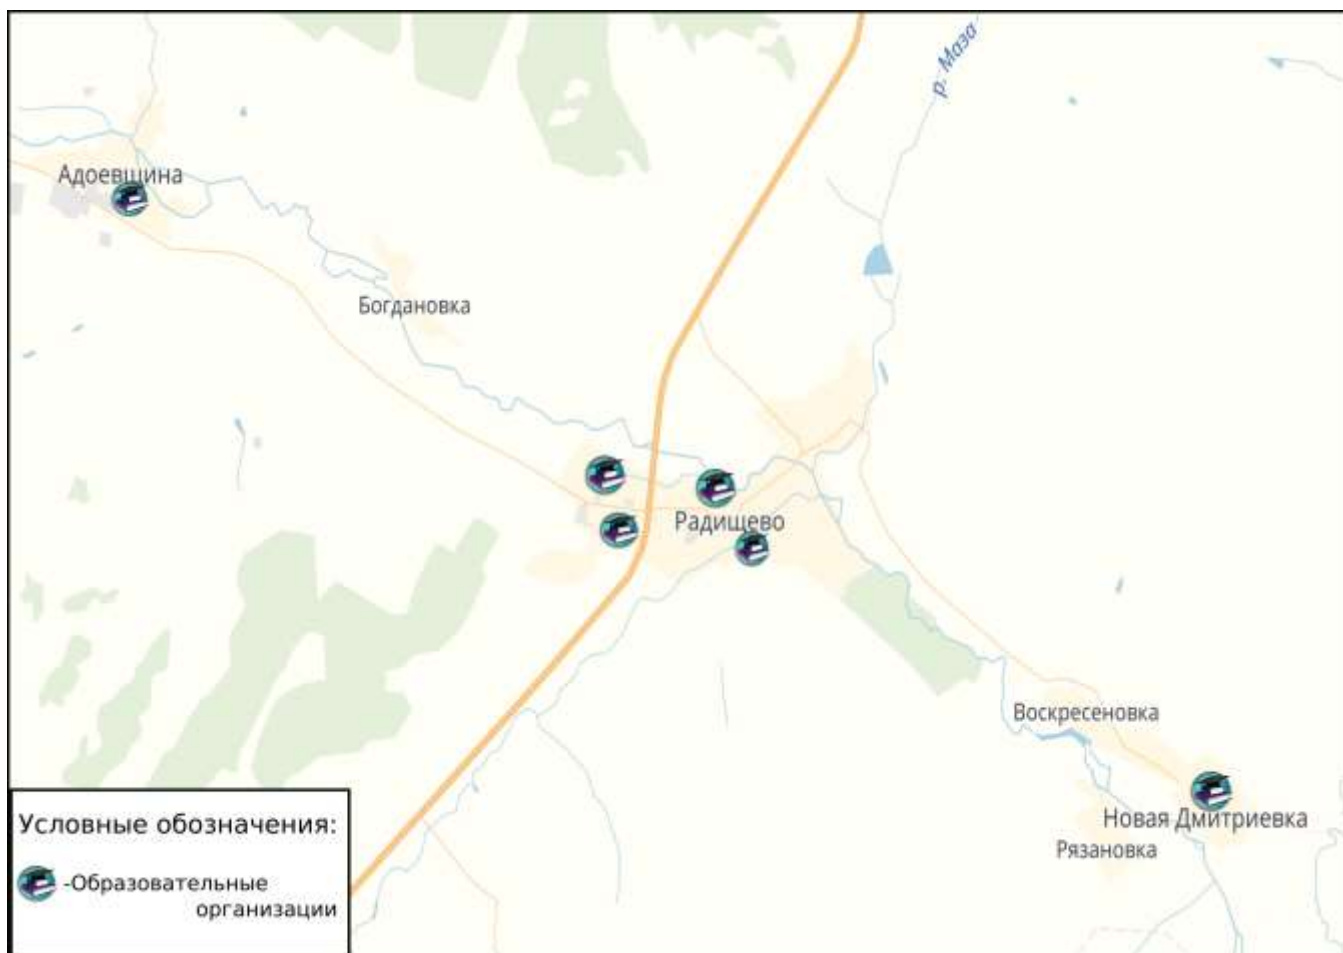 р. Маза
Адоевщина
Богдановка
Радищево
Воскресеновка
Новая Дмитриевка
Рязановка
Условные обозначения:
-Образовательные
организации